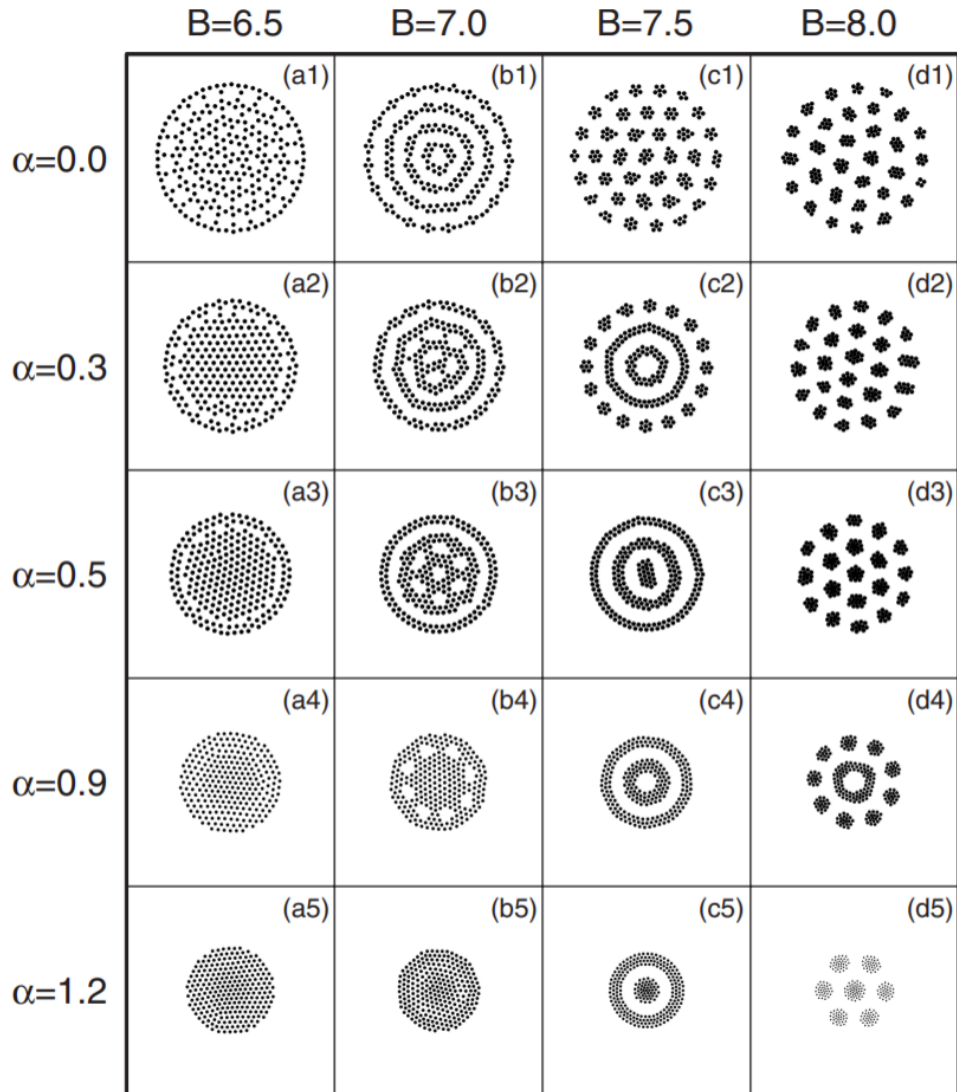 B=6.5 B=7.0 B=7.5 B=8.0
(a1) (b1) (c1) (d1)
α=0.0
(a2) (b2) (c2) (d2)
α=0.3
(a3) (b3) (c3) (d3)
α=0.5
(a4) (b4) (c4) (d4)
α=0.9
(a5) (b5) (c5) (d5)
α=1.2